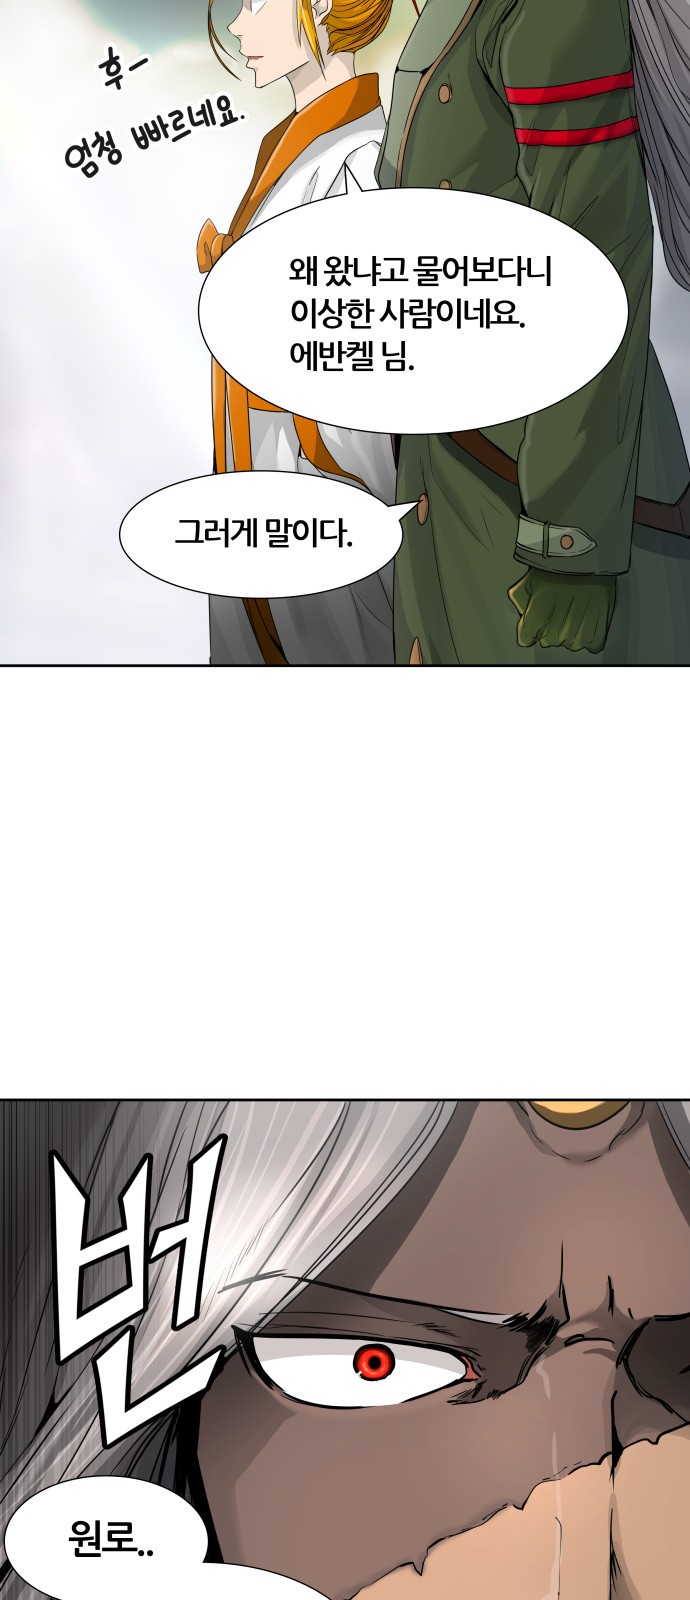 후-
엄청 빠르네요.
왜 왔냐고 물어보다니
이상한 사람이네요.
에반켈 님.
그러게 말이다.
번
원로..